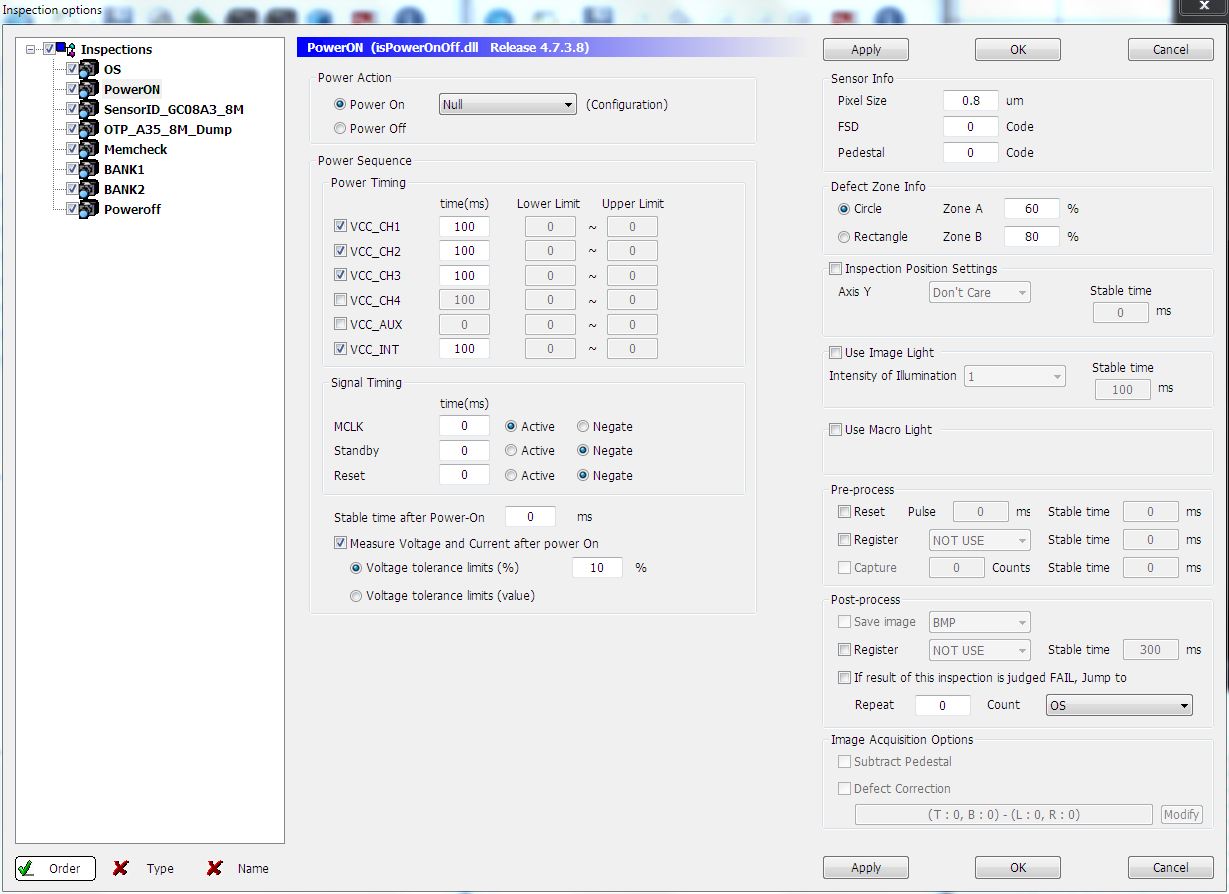 Inspection options
Inspections
OS
PowerON
SensorID_GC08A3_8M
OTP_A35_8M_Dump
Memcheck
BANK1
BANK2
Poweroff
Order Type Name
PowerON (isPowerOnOff.dll Release 4.7.3.8)
Power Action
Power On Null (Configuration)
Power Off
Power Sequence
Power Timing
time(ms) Lower Limit Upper Limit
VCC_CH1 100 0 ~ 0
VCC_CH2 100 0 ~ 0
VCC_CH3 100 0 ~ 0
VCC_CH4 100 0 ~ 0
VCC_AUX 0 0 ~ 0
VCC_INT 100 0 ~ 0
Signal Timing
time(ms)
MCLK 0 Active Negate
Standby 0 Active Negate
Reset 0 Active Negate
Stable time after Power-On 0 ms
Measure Voltage and Current after power On
Voltage tolerance limits (%) 10 %
Voltage tolerance limits (value)
Apply OK Cancel
Sensor Info
Pixel Size 0.8 um
FSD 0 Code
Pedestal 0 Code
Defect Zone Info
Circle Zone A 60 %
Rectangle Zone B 80 %
Inspection Position Settings
Axis Y Don't Care Stable time
0 ms
Use Image Light
Stable time
Intensity of Illumination 1
100 ms
Use Macro Light
Pre-process
Reset Pulse 0 ms Stable time 0 ms
Register NOT USE Stable time 0 ms
Capture 0 Counts Stable time 0 ms
Post-process
Save image BMP
Register NOT USE Stable time 300 ms
If result of this inspection is judged FAIL, Jump to
Repeat 0 Count OS
Image Acquisition Options
Subtract Pedestal
Defect Correction
(T : 0, B : 0) - (L : 0, R : 0) Modify
Apply OK Cancel